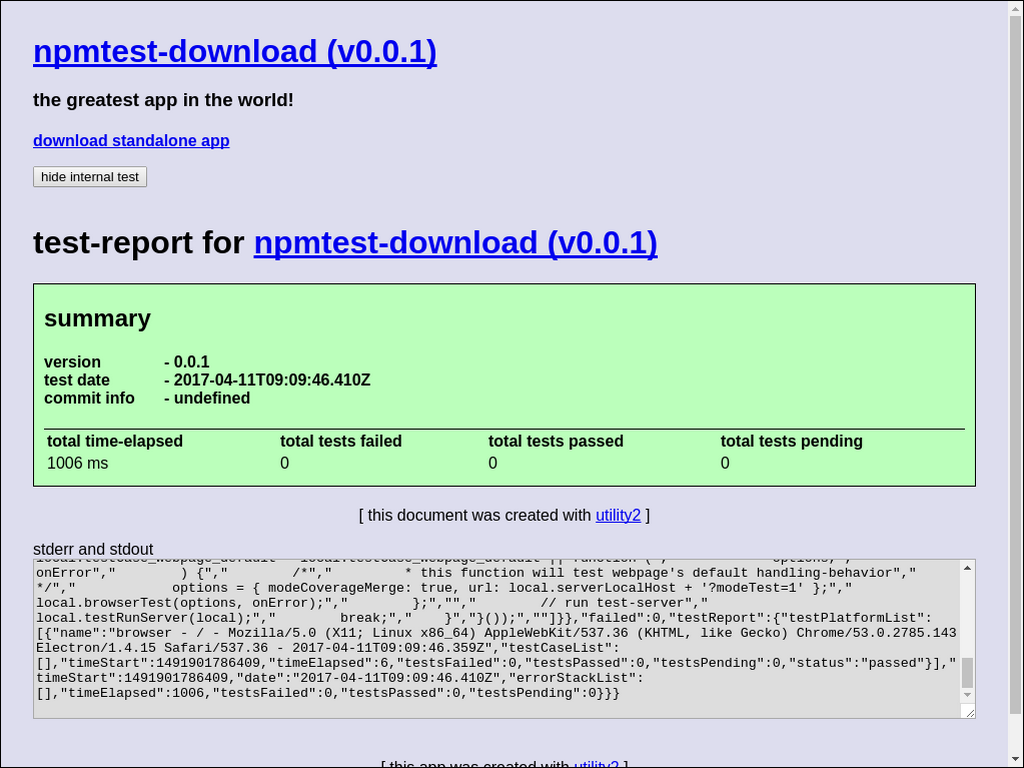 npmtest-download (v0.0.1)
the greatest app in the world!
download standalone app
hide internal test
test-report for npmtest-download (v0.0.1)
summary
version - 0.0.1
test date - 2017-04-11T09:09:46.410Z
commit info - undefined
total time-elapsed total tests failed total tests passed total tests pending
1006 ms 0 0 0
[ this document was created with utility2 ]
stderr and stdout
onError","        ) {","        /*","         * this function will test webpage's default handling-behavior","
*/","            options = { modeCoverageMerge: true, url: local.serverLocalHost + '?modeTest=1' };","
local.browserTest(options, onError);","        };","","        // run test-server","
local.testRunServer(local);","        break;","    }","}());",""]}},"failed":0,"testReport":{"testPlatformList":
[{"name":"browser - / - Mozilla/5.0 (X11; Linux x86_64) AppleWebKit/537.36 (KHTML, like Gecko) Chrome/53.0.2785.143
Electron/1.4.15 Safari/537.36 - 2017-04-11T09:09:46.359Z","testCaseList":
[],"timeStart":1491901786409,"timeElapsed":6,"testsFailed":0,"testsPassed":0,"testsPending":0,"status":"passed"}],"
timeStart":1491901786409,"date":"2017-04-11T09:09:46.410Z","errorStackList":
[],"timeElapsed":1006,"testsFailed":0,"testsPassed":0,"testsPending":0}}}
[ this app was created with utility2 ]